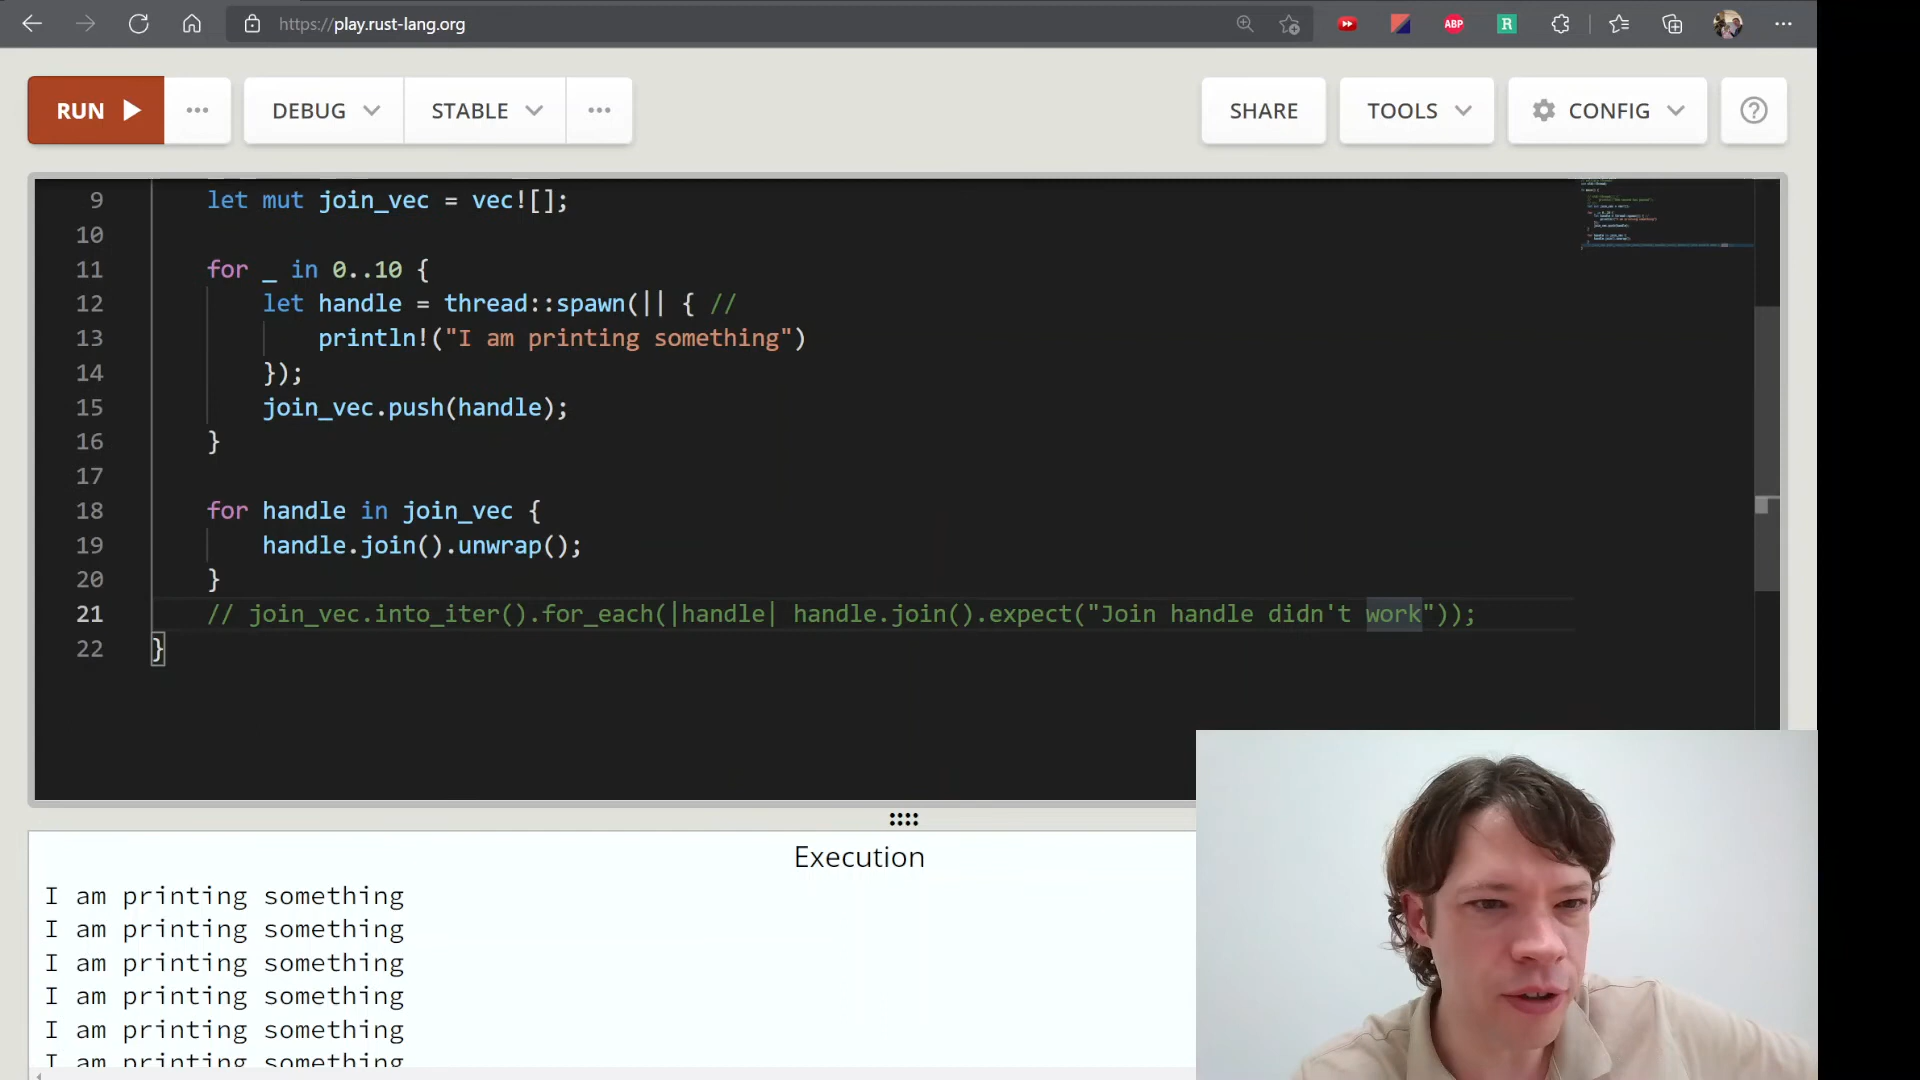 https://play.rust-lang.org
ABP
R
RUN
DEBUG
STABLE
SHARE
TOOLS
CONFIG
?
9 let mut join_vec = vec![];
10
11 for _ in 0..10 {
12 let handle = thread::spawn(|| { //
13 println!("I am printing something")
14 });
15 join_vec.push(handle);
16 }
17
18 for handle in join_vec {
19 handle.join().unwrap();
20 }
21 // join_vec.into_iter().for_each(|handle| handle.join().expect("Join handle didn't work"));
22 }
Execution
I am printing something
I am printing something
I am printing something
I am printing something
I am printing something
I am printing something